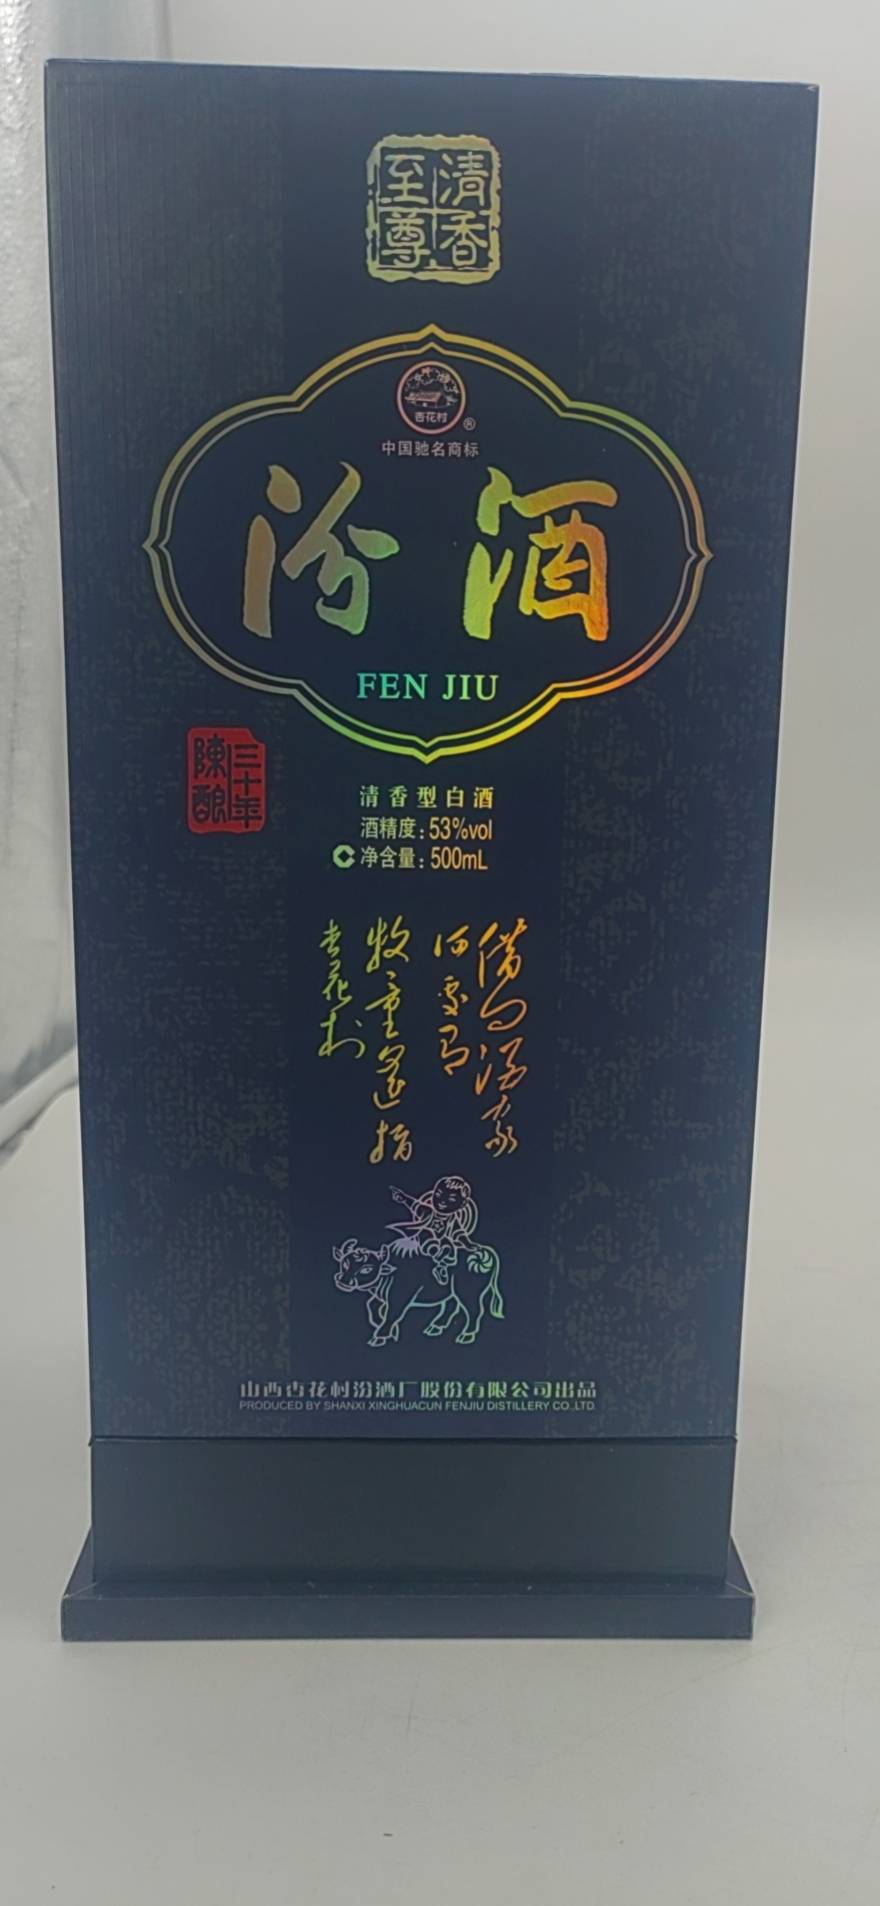 清香
至尊
杏花村
®
中国驰名商标
汾酒
FEN JIU
三十年
陳酿
清香型白酒
酒精度:53%vol
净含量:500mL
借问酒家
何处有
牧童遥指
杏花村
山西杏花村汾酒厂股份有限公司出品
PRODUCED BY SHANXI XINGHUACUN FENJIU DISTILLERY CO.,LTD.